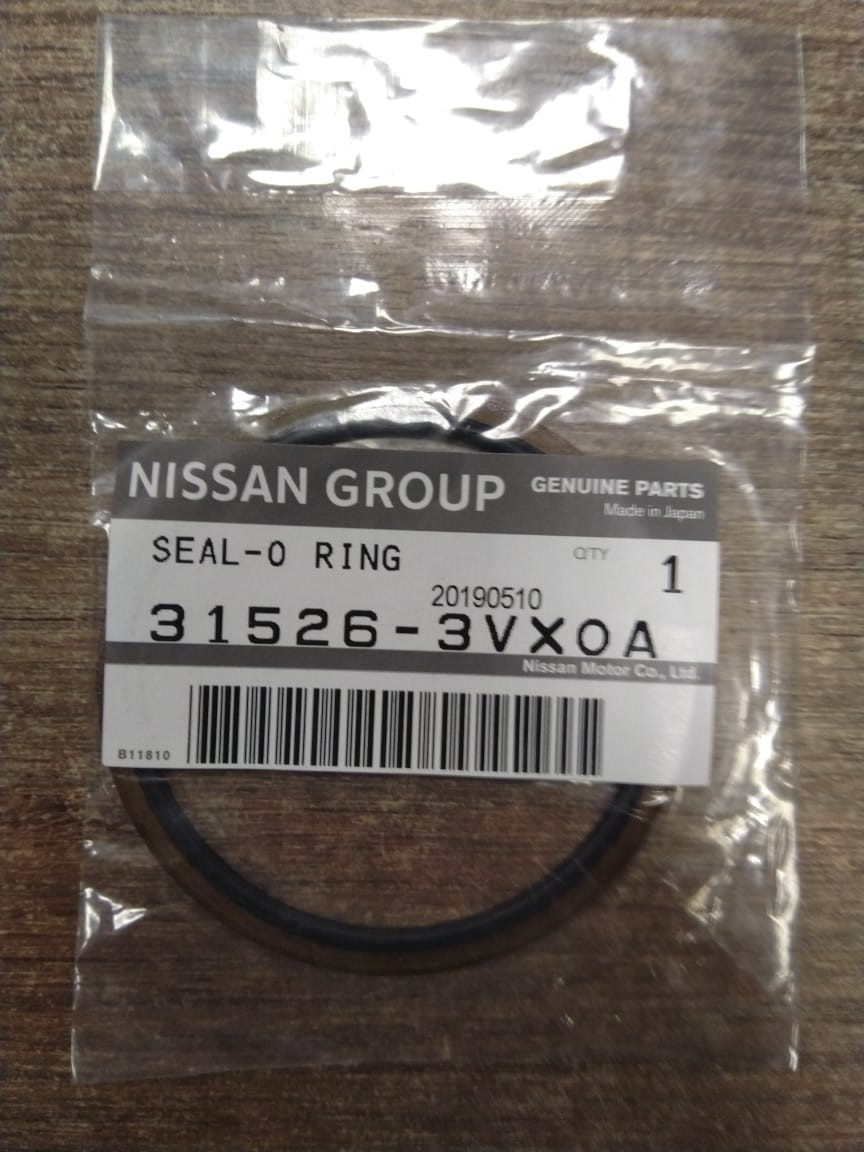 NISSAN GROUP GENUINE PARTS
Made in Japan
SEAL-O RING Q'TY 1
20190510
31526-3VX0A
Nissan Motor Co., Ltd.
B11810